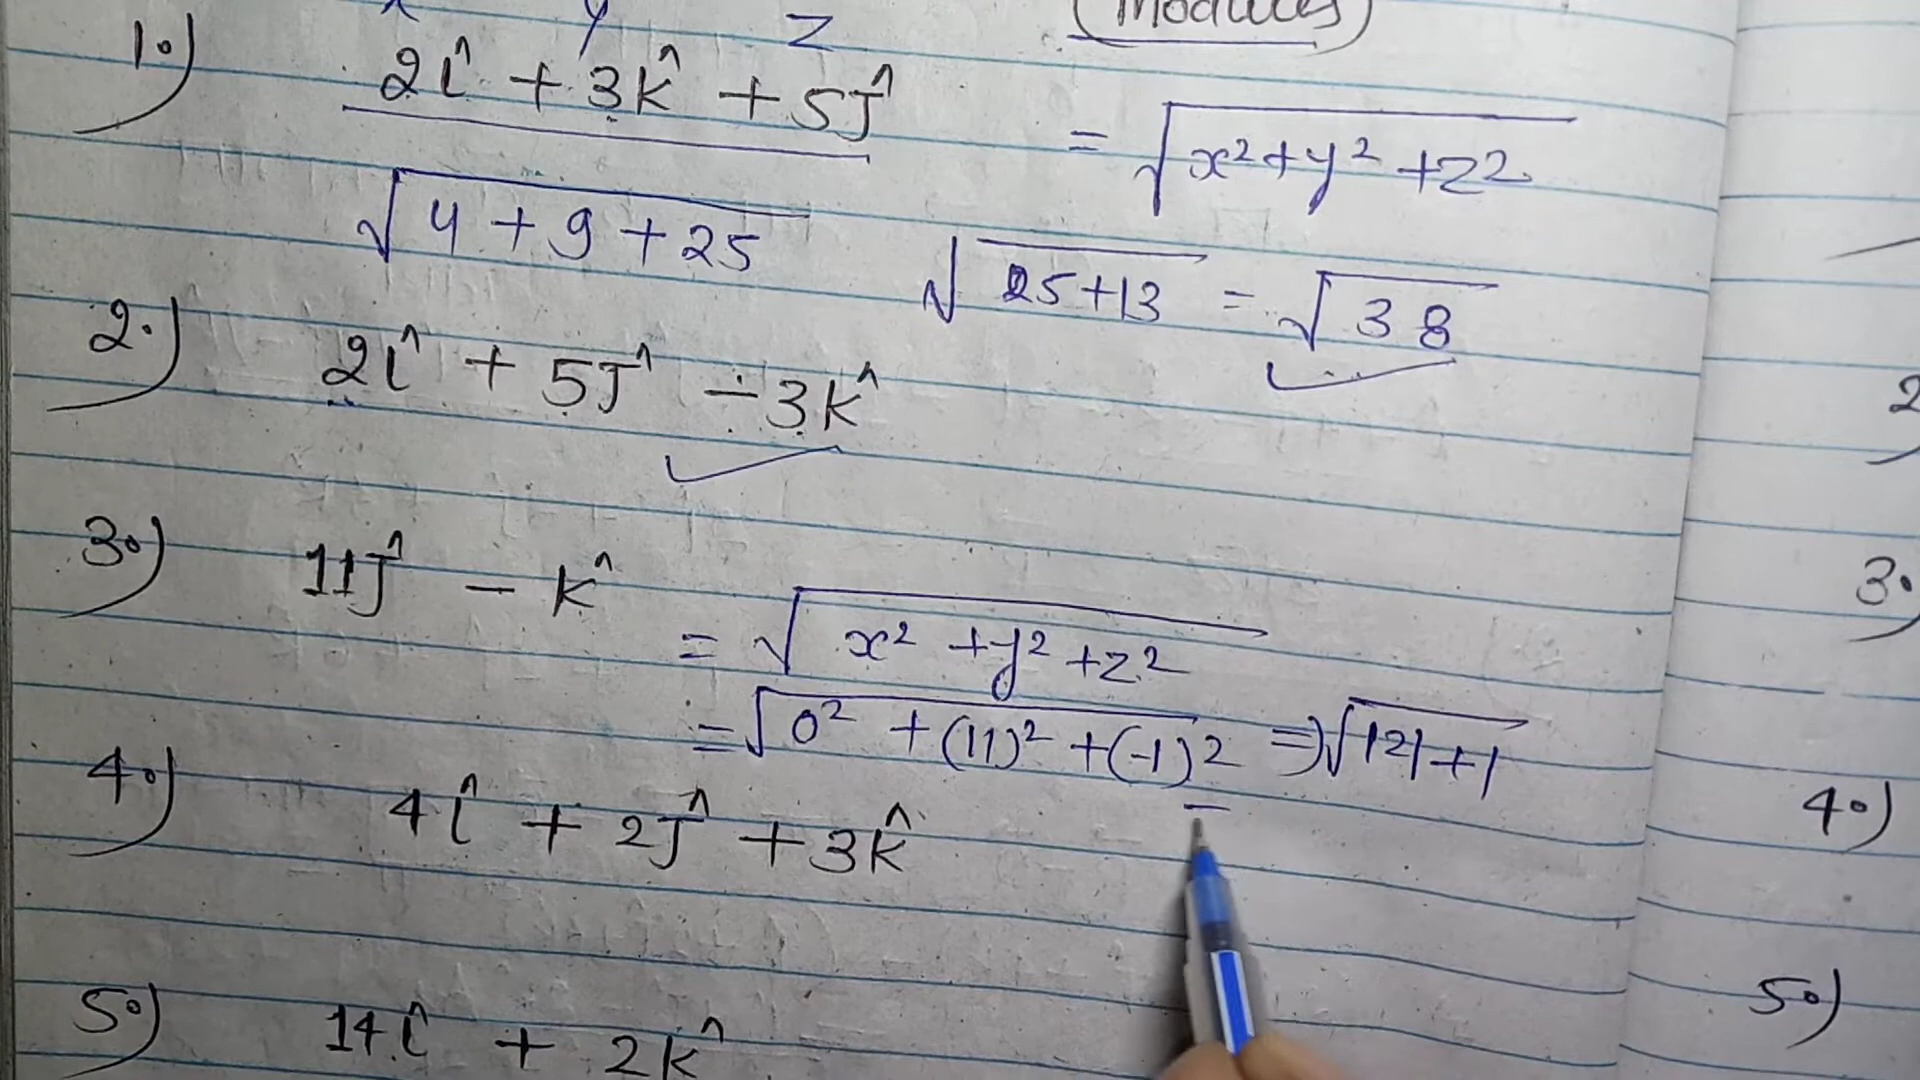 x y z (Modules)
1.) 2î + 3k̂ + 5ĵ
= √x² + y² + z²
√4 + 9 + 25 √25+13 = √38
2.) 2î + 5ĵ - 3k̂
3.) 11ĵ - k̂
= √x² + y² + z²
= √0² + (11)² + (-1)² ⇒ √121 + 1
4.) 4î + 2ĵ + 3k̂
5.) 14î + 2k̂
2
3.
4.)
5.)